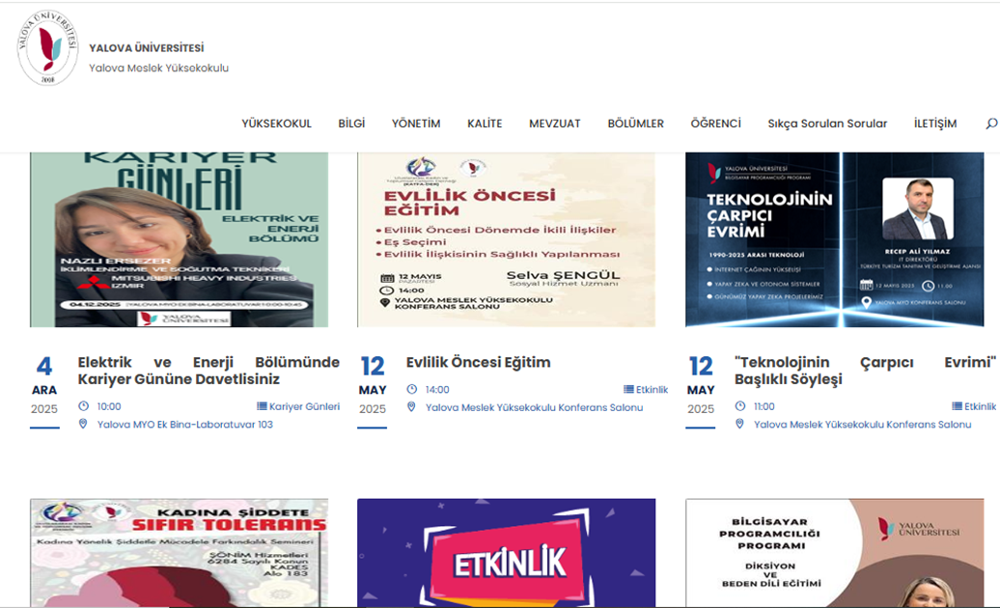 YALOVA ÜNİVERSİTESİ
2008
YALOVA ÜNİVERSİTESİ
Yalova Meslek Yüksekokulu
YÜKSEKOKUL BİLGİ YÖNETİM KALİTE MEVZUAT BÖLÜMLER ÖĞRENCİ Sıkça Sorulan Sorular İLETİŞİM
KARİYER
GÜNLERİ
ELEKTRİK VE
ENERJİ
BÖLÜMÜ
NAZLI ERSEZER
İKLİMLENDİRME VE SOĞUTMA TEKNİKERİ
MITSUBISHI HEAVY INDUSTRIES
IZMIR
04.12.2025 (YALOVA MYO EK BİNA-LABORATUVAR 10:00-10:45)
YALOVA
ÜNİVERSİTESİ
EVLİLİK ÖNCESİ
EĞİTİM
• Evlilik Öncesi Dönemde İkili İlişkiler
• Eş Seçimi
• Evlilik İlişkisinin Sağlıklı Yapılanması
12 MAYIS
PAZARTESİ
14:00
YALOVA MESLEK YÜKSEKOKULU
KONFERANS SALONU
Selva ŞENGÜL
Sosyal Hizmet Uzmanı
YALOVA ÜNİVERSİTESİ
BİLGİSAYAR PROGRAMCILIĞI PROGRAMI
TEKNOLOJİNİN
ÇARPICI
EVRİMİ
1990-2025 ARASI TEKNOLOJİ
INTERNET ÇAĞININ YÜKSELİŞİ
YAPAY ZEKA VE OTONOM SİSTEMLER
GÜNÜMÜZ YAPAY ZEKA PROJELERİMİZ
RECEP ALİ YILMAZ
IT DİREKTÖRÜ
TÜRKİYE TURİZM TANITIM VE GELİŞTİRME AJANSI
12 MAYIS 2025 11:00
YALOVA MYO KONFERANS SALONU
4
ARA
2025
Elektrik ve Enerji Bölümünde
Kariyer Gününe Davetlisiniz
10:00 Kariyer Günleri
Yalova MYO Ek Bina-Laboratuvar 103
12
MAY
2025
Evlilik Öncesi Eğitim
14:00 Etkinlik
Yalova Meslek Yüksekokulu Konferans Salonu
12
MAY
2025
"Teknolojinin Çarpıcı Evrimi"
Başlıklı Söyleşi
11:00 Etkinlik
Yalova Meslek Yüksekokulu Konferans Salonu
KADINA ŞİDDETE
SIFIR TOLERANS
Kadına Yönelik Şiddetle Mücadele Farkındalık Semineri
ŞÖNİM Hizmetleri
6284 Sayılı Kanun
KADES
Alo 183
ETKİNLİK
BİLGİSAYAR
PROGRAMCILIĞI
PROGRAMI
DİKSİYON
VE
BEDEN DİLİ EĞİTİMİ
YALOVA
ÜNİVERSİTESİ